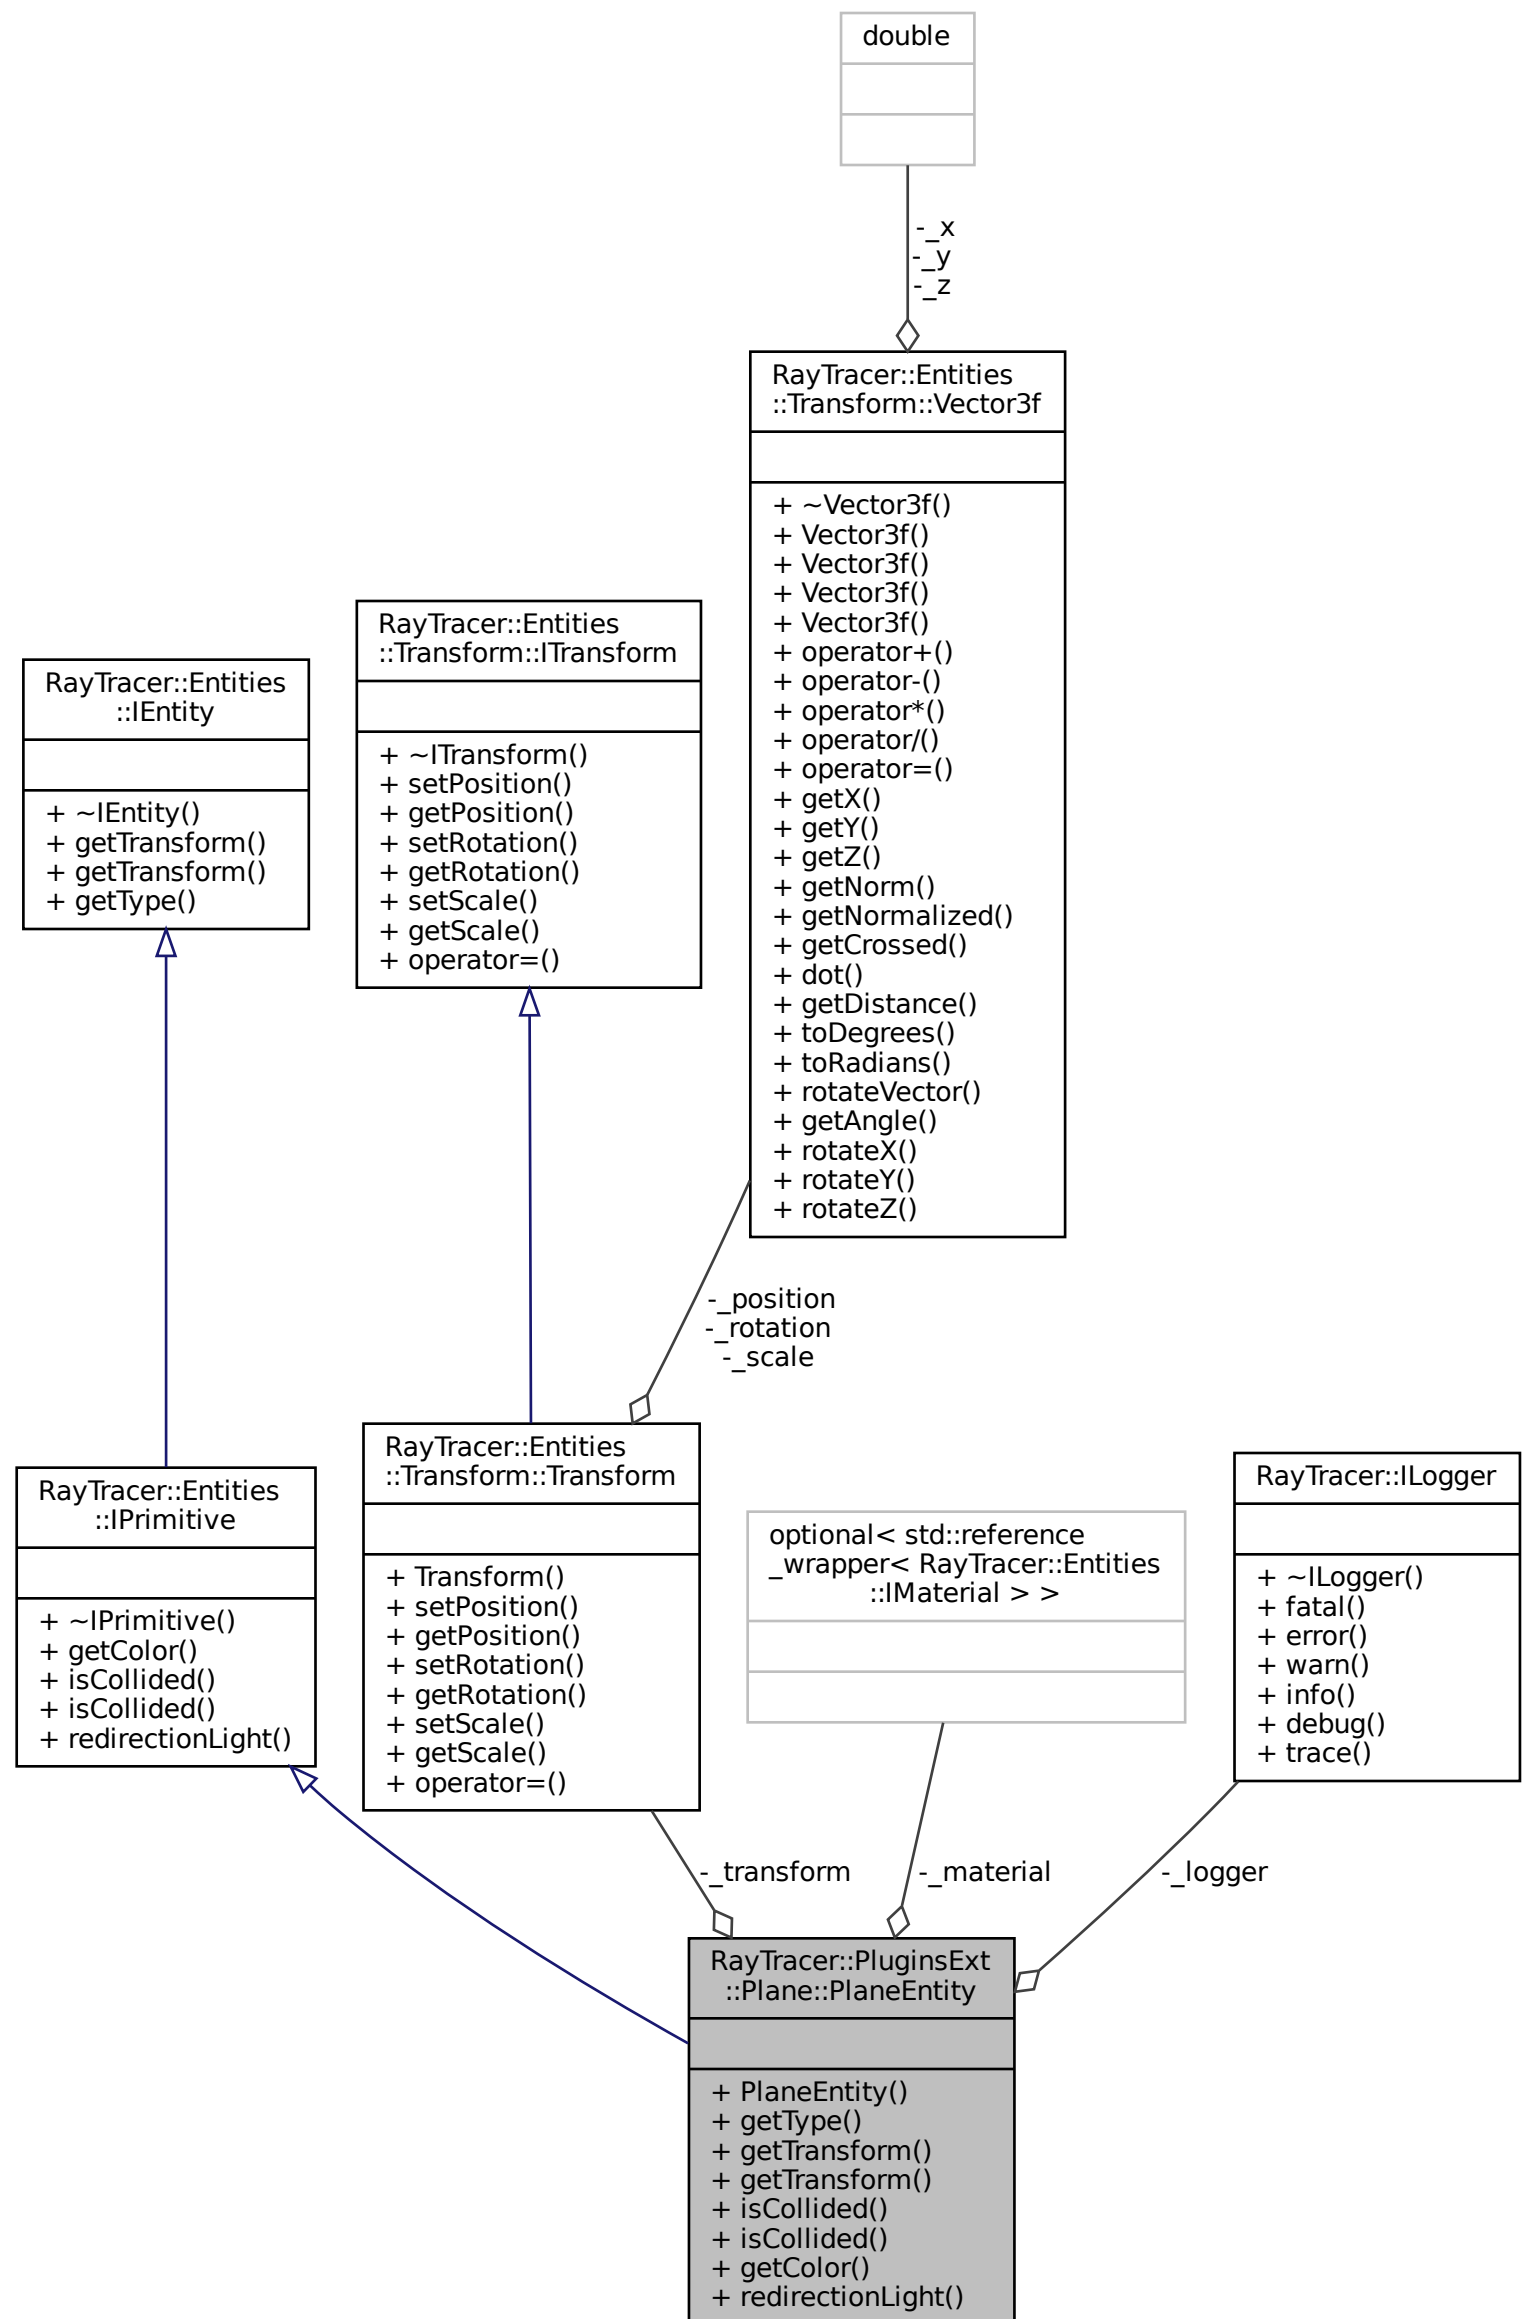 double
-_x
-_y
-_z
RayTracer::Entities
::Transform::Vector3f
+ ~Vector3f()
+ Vector3f()
+ Vector3f()
+ Vector3f()
+ Vector3f()
+ operator+()
+ operator-()
+ operator*()
+ operator/()
+ operator=()
+ getX()
+ getY()
+ getZ()
+ getNorm()
+ getNormalized()
+ getCrossed()
+ dot()
+ getDistance()
+ toDegrees()
+ toRadians()
+ rotateVector()
+ getAngle()
+ rotateX()
+ rotateY()
+ rotateZ()
RayTracer::Entities
::Transform::ITransform
+ ~ITransform()
+ setPosition()
+ getPosition()
+ setRotation()
+ getRotation()
+ setScale()
+ getScale()
+ operator=()
RayTracer::Entities
::IEntity
+ ~IEntity()
+ getTransform()
+ getTransform()
+ getType()
-_position
-_rotation
-_scale
RayTracer::Entities
::IPrimitive
+ ~IPrimitive()
+ getColor()
+ isCollided()
+ isCollided()
+ redirectionLight()
RayTracer::Entities
::Transform::Transform
+ Transform()
+ setPosition()
+ getPosition()
+ setRotation()
+ getRotation()
+ setScale()
+ getScale()
+ operator=()
optional< std::reference
_wrapper< RayTracer::Entities
::IMaterial > >
RayTracer::ILogger
+ ~ILogger()
+ fatal()
+ error()
+ warn()
+ info()
+ debug()
+ trace()
-_transform
-_material
-_logger
RayTracer::PluginsExt
::Plane::PlaneEntity
+ PlaneEntity()
+ getType()
+ getTransform()
+ getTransform()
+ isCollided()
+ isCollided()
+ getColor()
+ redirectionLight()